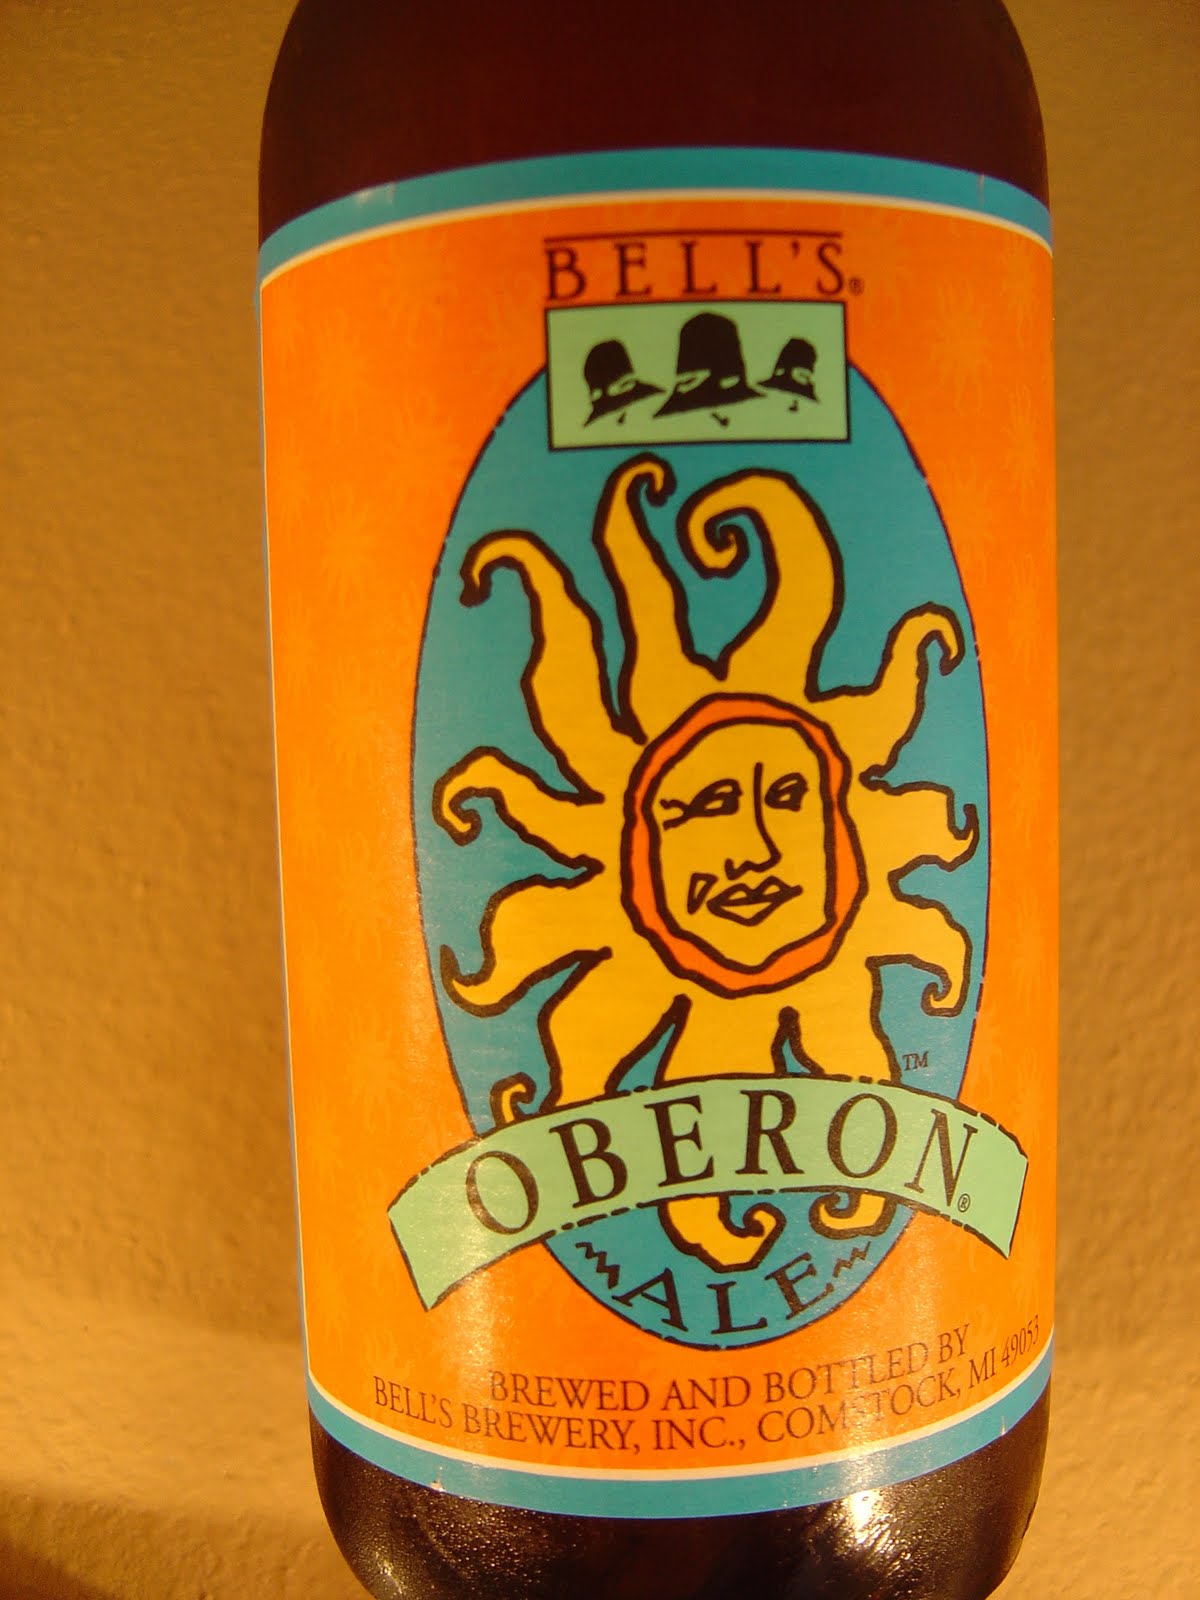 BELL'S®
TM
OBERON®
~ALE~
BREWED AND BOTTLED BY
BELL'S BREWERY, INC., COMSTOCK, MI 49053